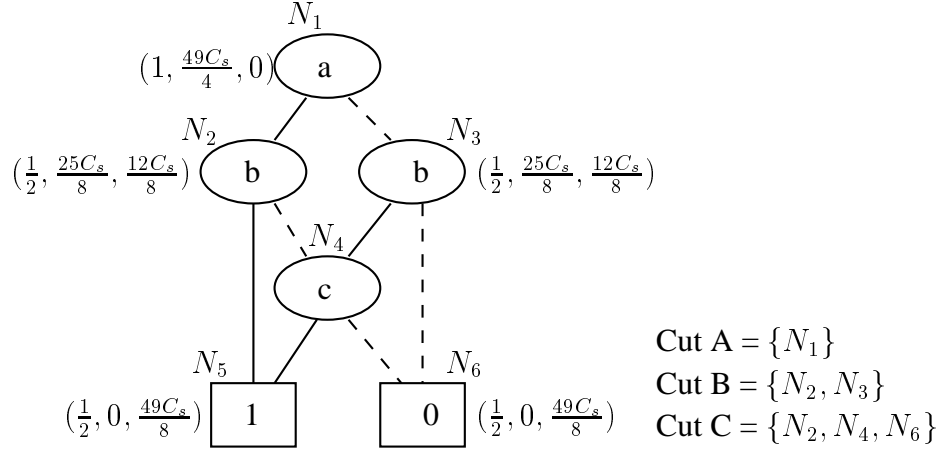 N₁
a
(1, 49Cₛ/4, 0)
N₂
N₃
b
b
(1/2, 25Cₛ/8, 12Cₛ/8)
(1/2, 25Cₛ/8, 12Cₛ/8)
N₄
c
N₅
N₆
(1/2, 0, 49Cₛ/8)
1
0
(1/2, 0, 49Cₛ/8)
Cut A = {N₁}
Cut B = {N₂, N₃}
Cut C = {N₂, N₄, N₆}